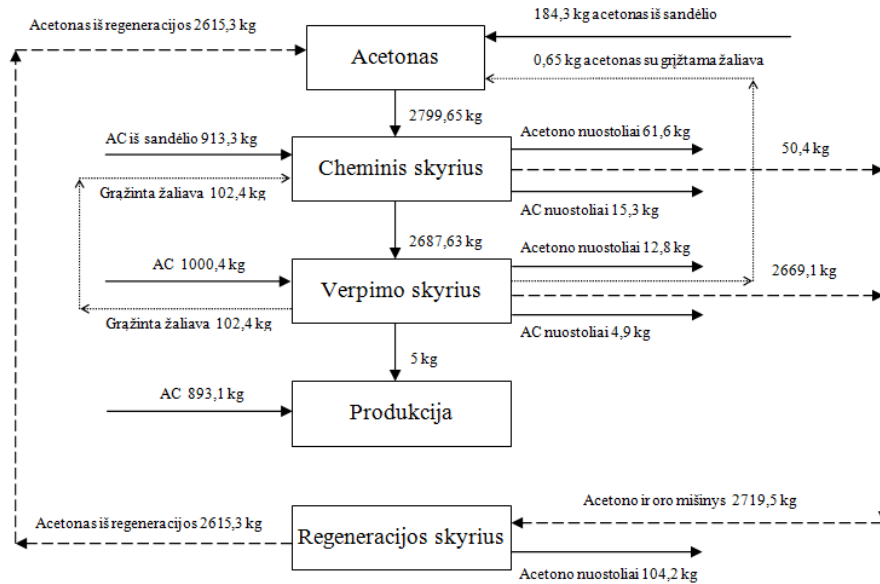 184,3 kg acetonas iš sandėlio
Acetonas iš regeneracijos 2615,3 kg
Acetonas
0,65 kg acetonas su grįžtama žaliava
2799,65 kg
AC iš sandėlio 913,3 kg
Acetono nuostoliai 61,6 kg
50,4 kg
Cheminis skyrius
Grąžinta žaliava 102,4 kg
AC nuostoliai 15,3 kg
2687,63 kg
Acetono nuostoliai 12,8 kg
AC 1000,4 kg
2669,1 kg
Verpimo skyrius
Grąžinta žaliava 102,4 kg
AC nuostoliai 4,9 kg
5 kg
AC 893,1 kg
Produkcija
Acetono ir oro mišinys 2719,5 kg
Acetonas iš regeneracijos 2615,3 kg
Regeneracijos skyrius
Acetono nuostoliai 104,2 kg